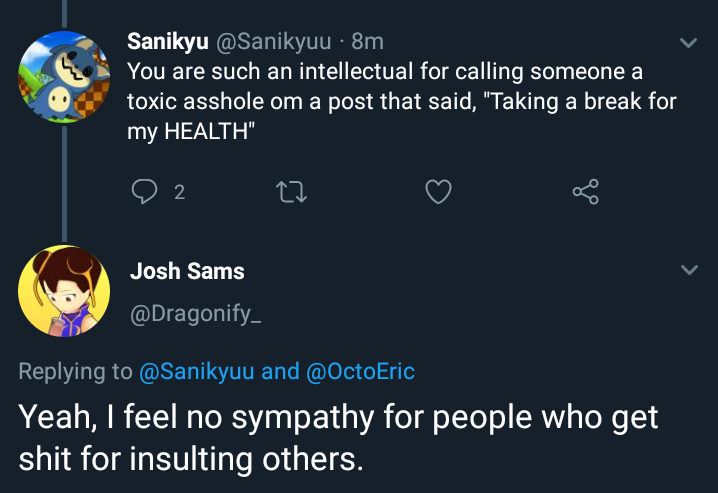 Sanikyu @Sanikyuu · 8m
You are such an intellectual for calling someone a
toxic asshole om a post that said, "Taking a break for
my HEALTH"
2
Josh Sams
@Dragonify_
Replying to @Sanikyuu and @OctoEric
Yeah, I feel no sympathy for people who get
shit for insulting others.